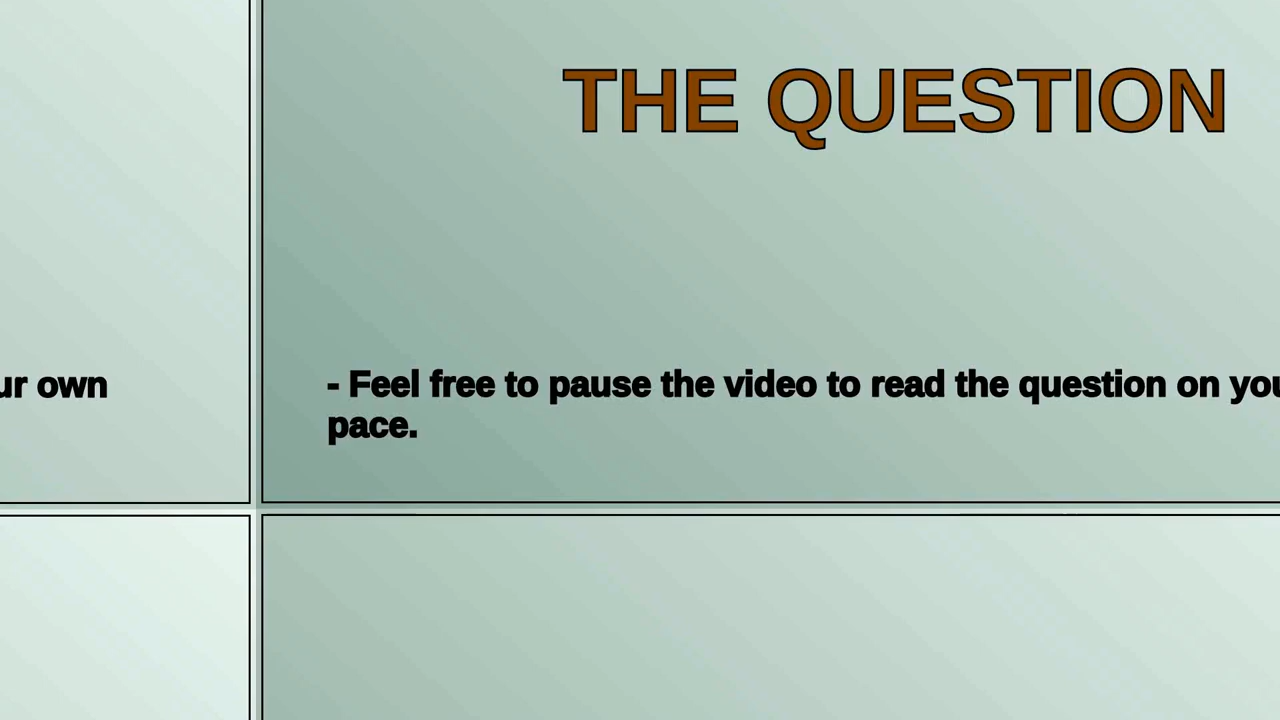 THE QUESTION
ur own
- Feel free to pause the video to read the question on you
pace.